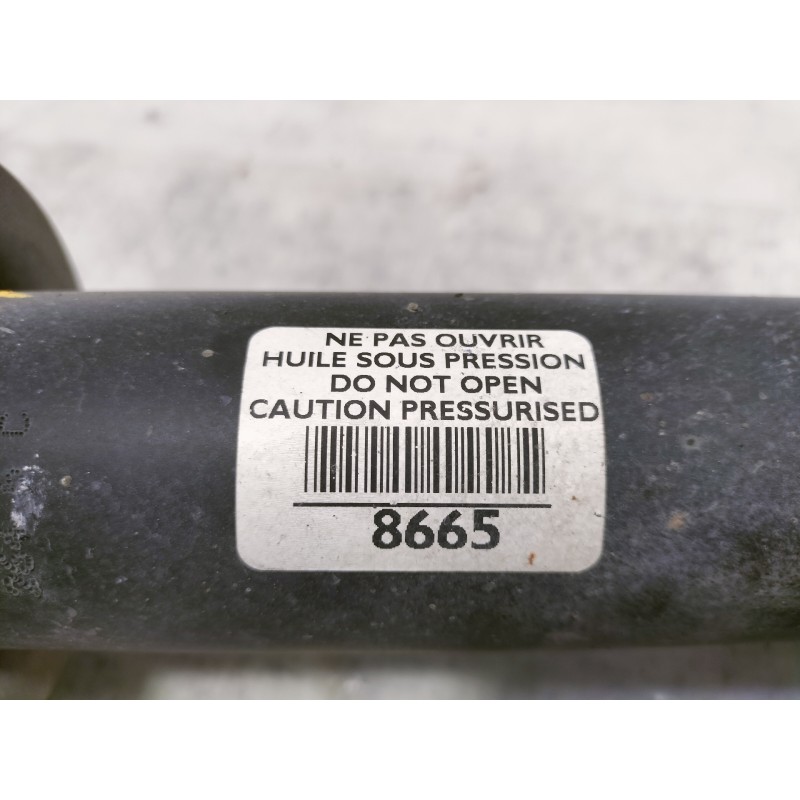 NE PAS OUVRIR
HUILE SOUS PRESSION
DO NOT OPEN
CAUTION PRESSURISED
8665